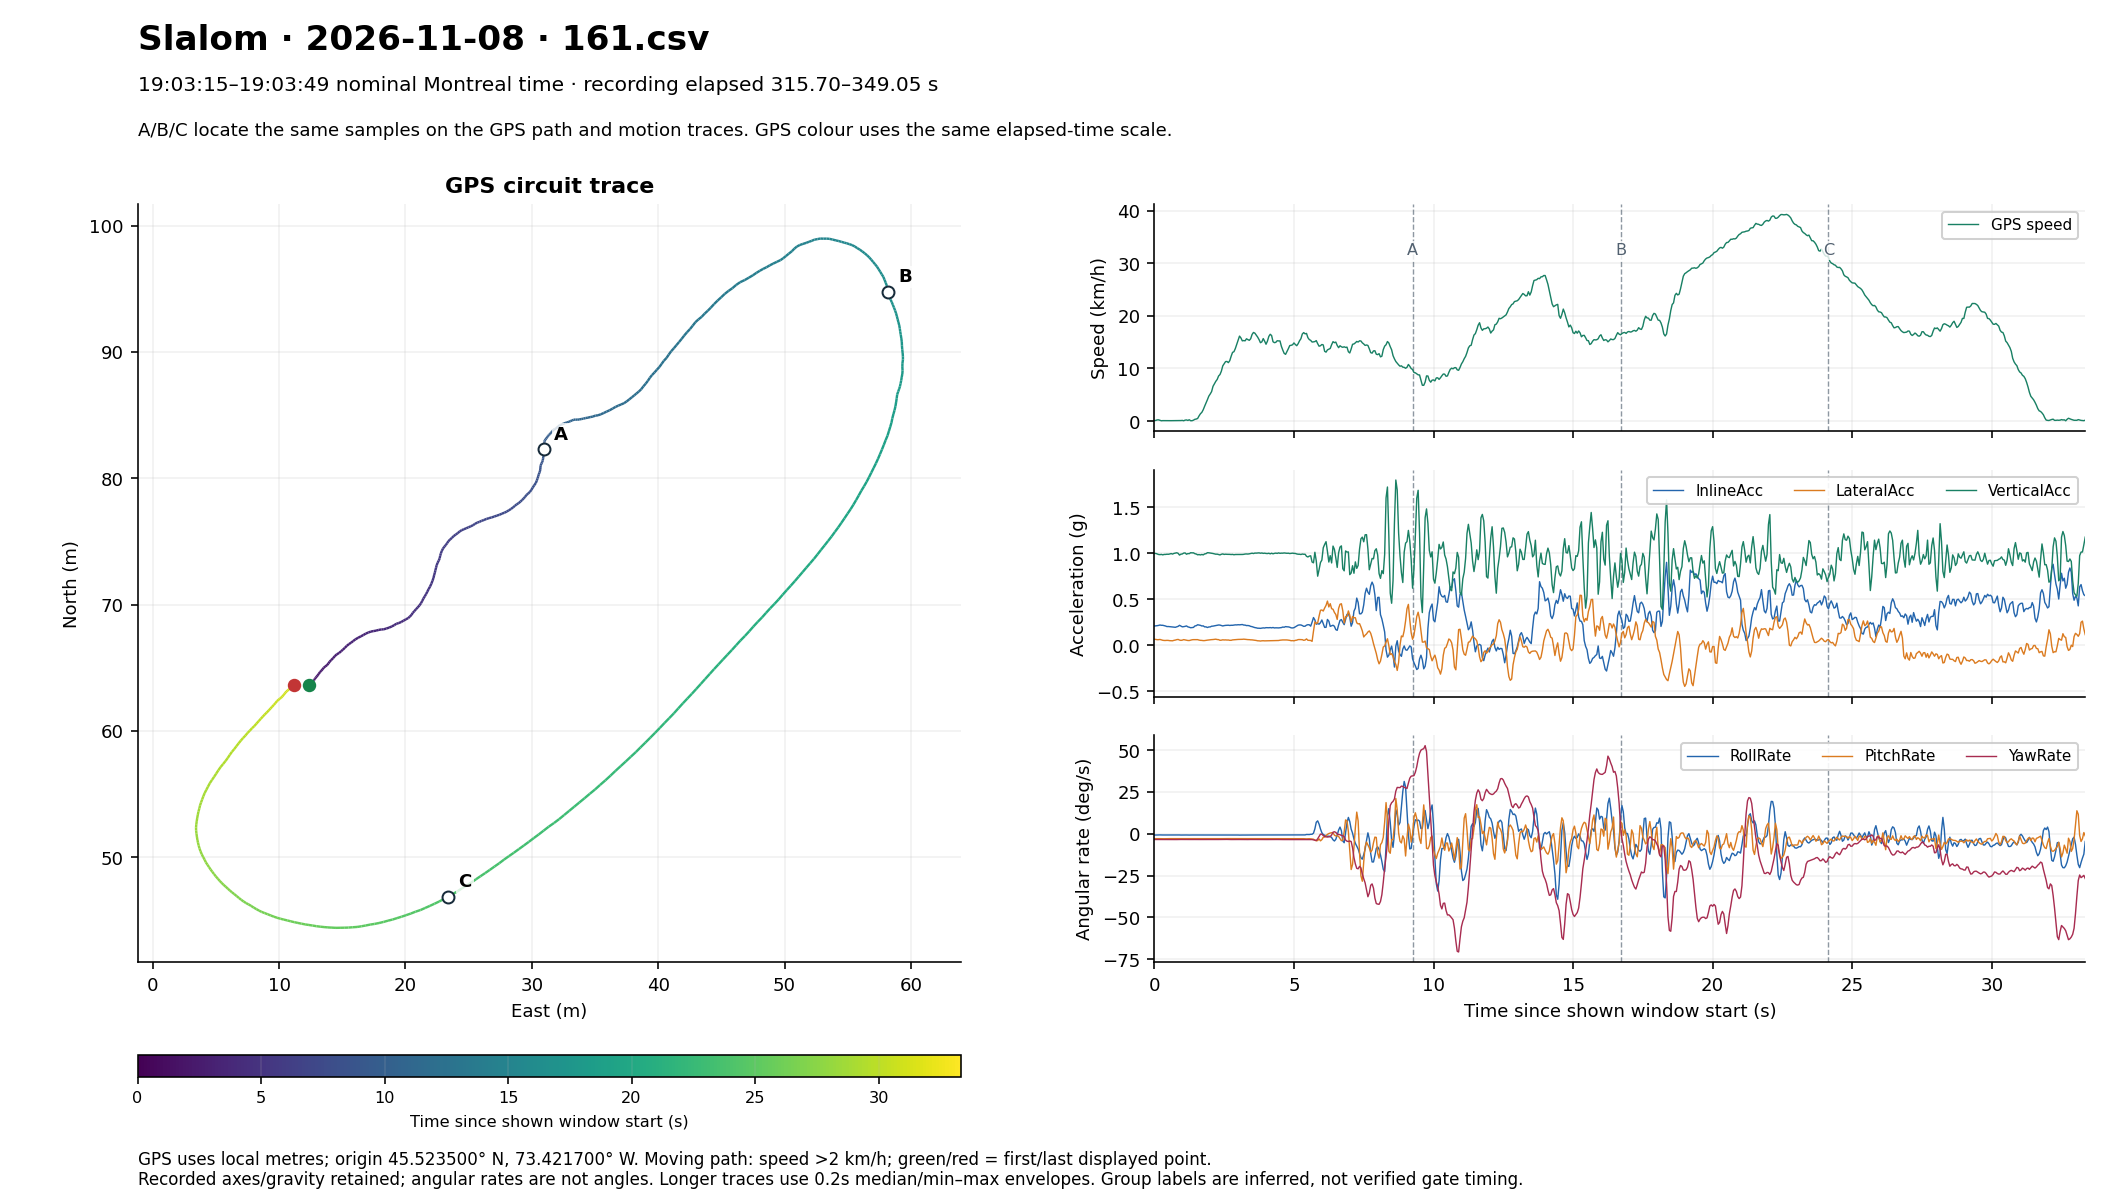 Slalom · 2026-11-08 · 161.csv
19:03:15–19:03:49 nominal Montreal time · recording elapsed 315.70–349.05 s
A/B/C locate the same samples on the GPS path and motion traces. GPS colour uses the same elapsed-time scale.
GPS circuit trace
100
90
80
70
60
50
North (m)
A
B
C
0 10 20 30 40 50 60
East (m)
0 5 10 15 20 25 30
Time since shown window start (s)
40
30
20
10
0
Speed (km/h)
A B C
GPS speed
1.5
1.0
0.5
0.0
−0.5
Acceleration (g)
InlineAcc LateralAcc VerticalAcc
50
25
0
−25
−50
−75
Angular rate (deg/s)
RollRate PitchRate YawRate
0 5 10 15 20 25 30
Time since shown window start (s)
GPS uses local metres; origin 45.523500° N, 73.421700° W. Moving path: speed >2 km/h; green/red = first/last displayed point.
Recorded axes/gravity retained; angular rates are not angles. Longer traces use 0.2s median/min–max envelopes. Group labels are inferred, not verified gate timing.